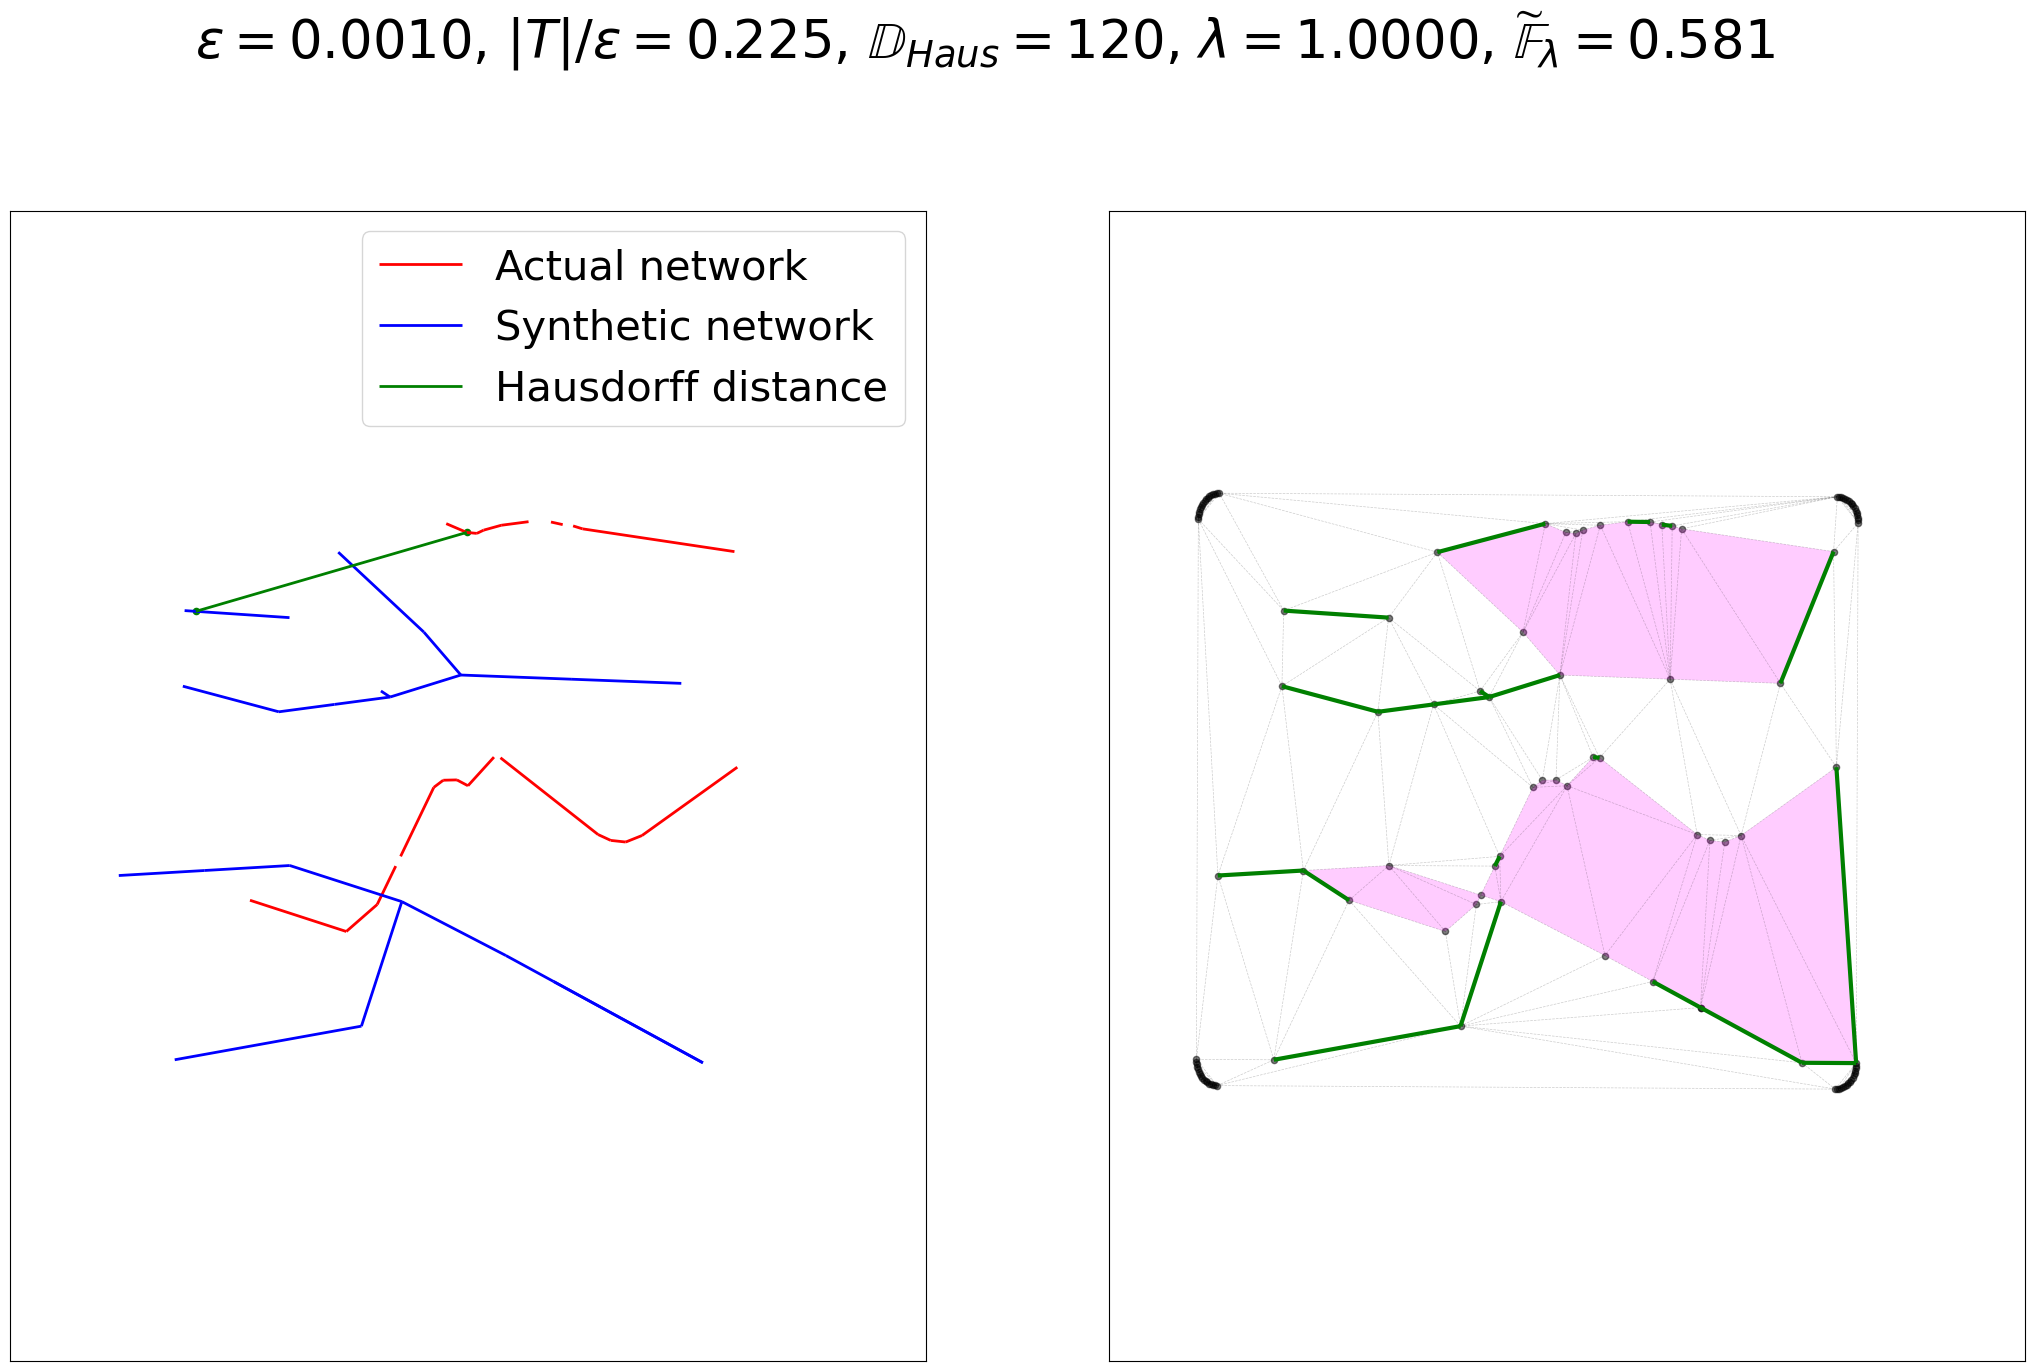 ε = 0.0010, |T|/ε = 0.225, 𝔻_Haus = 120, λ = 1.0000, 𝔽̃_λ = 0.581
Actual network
Synthetic network
Hausdorff distance